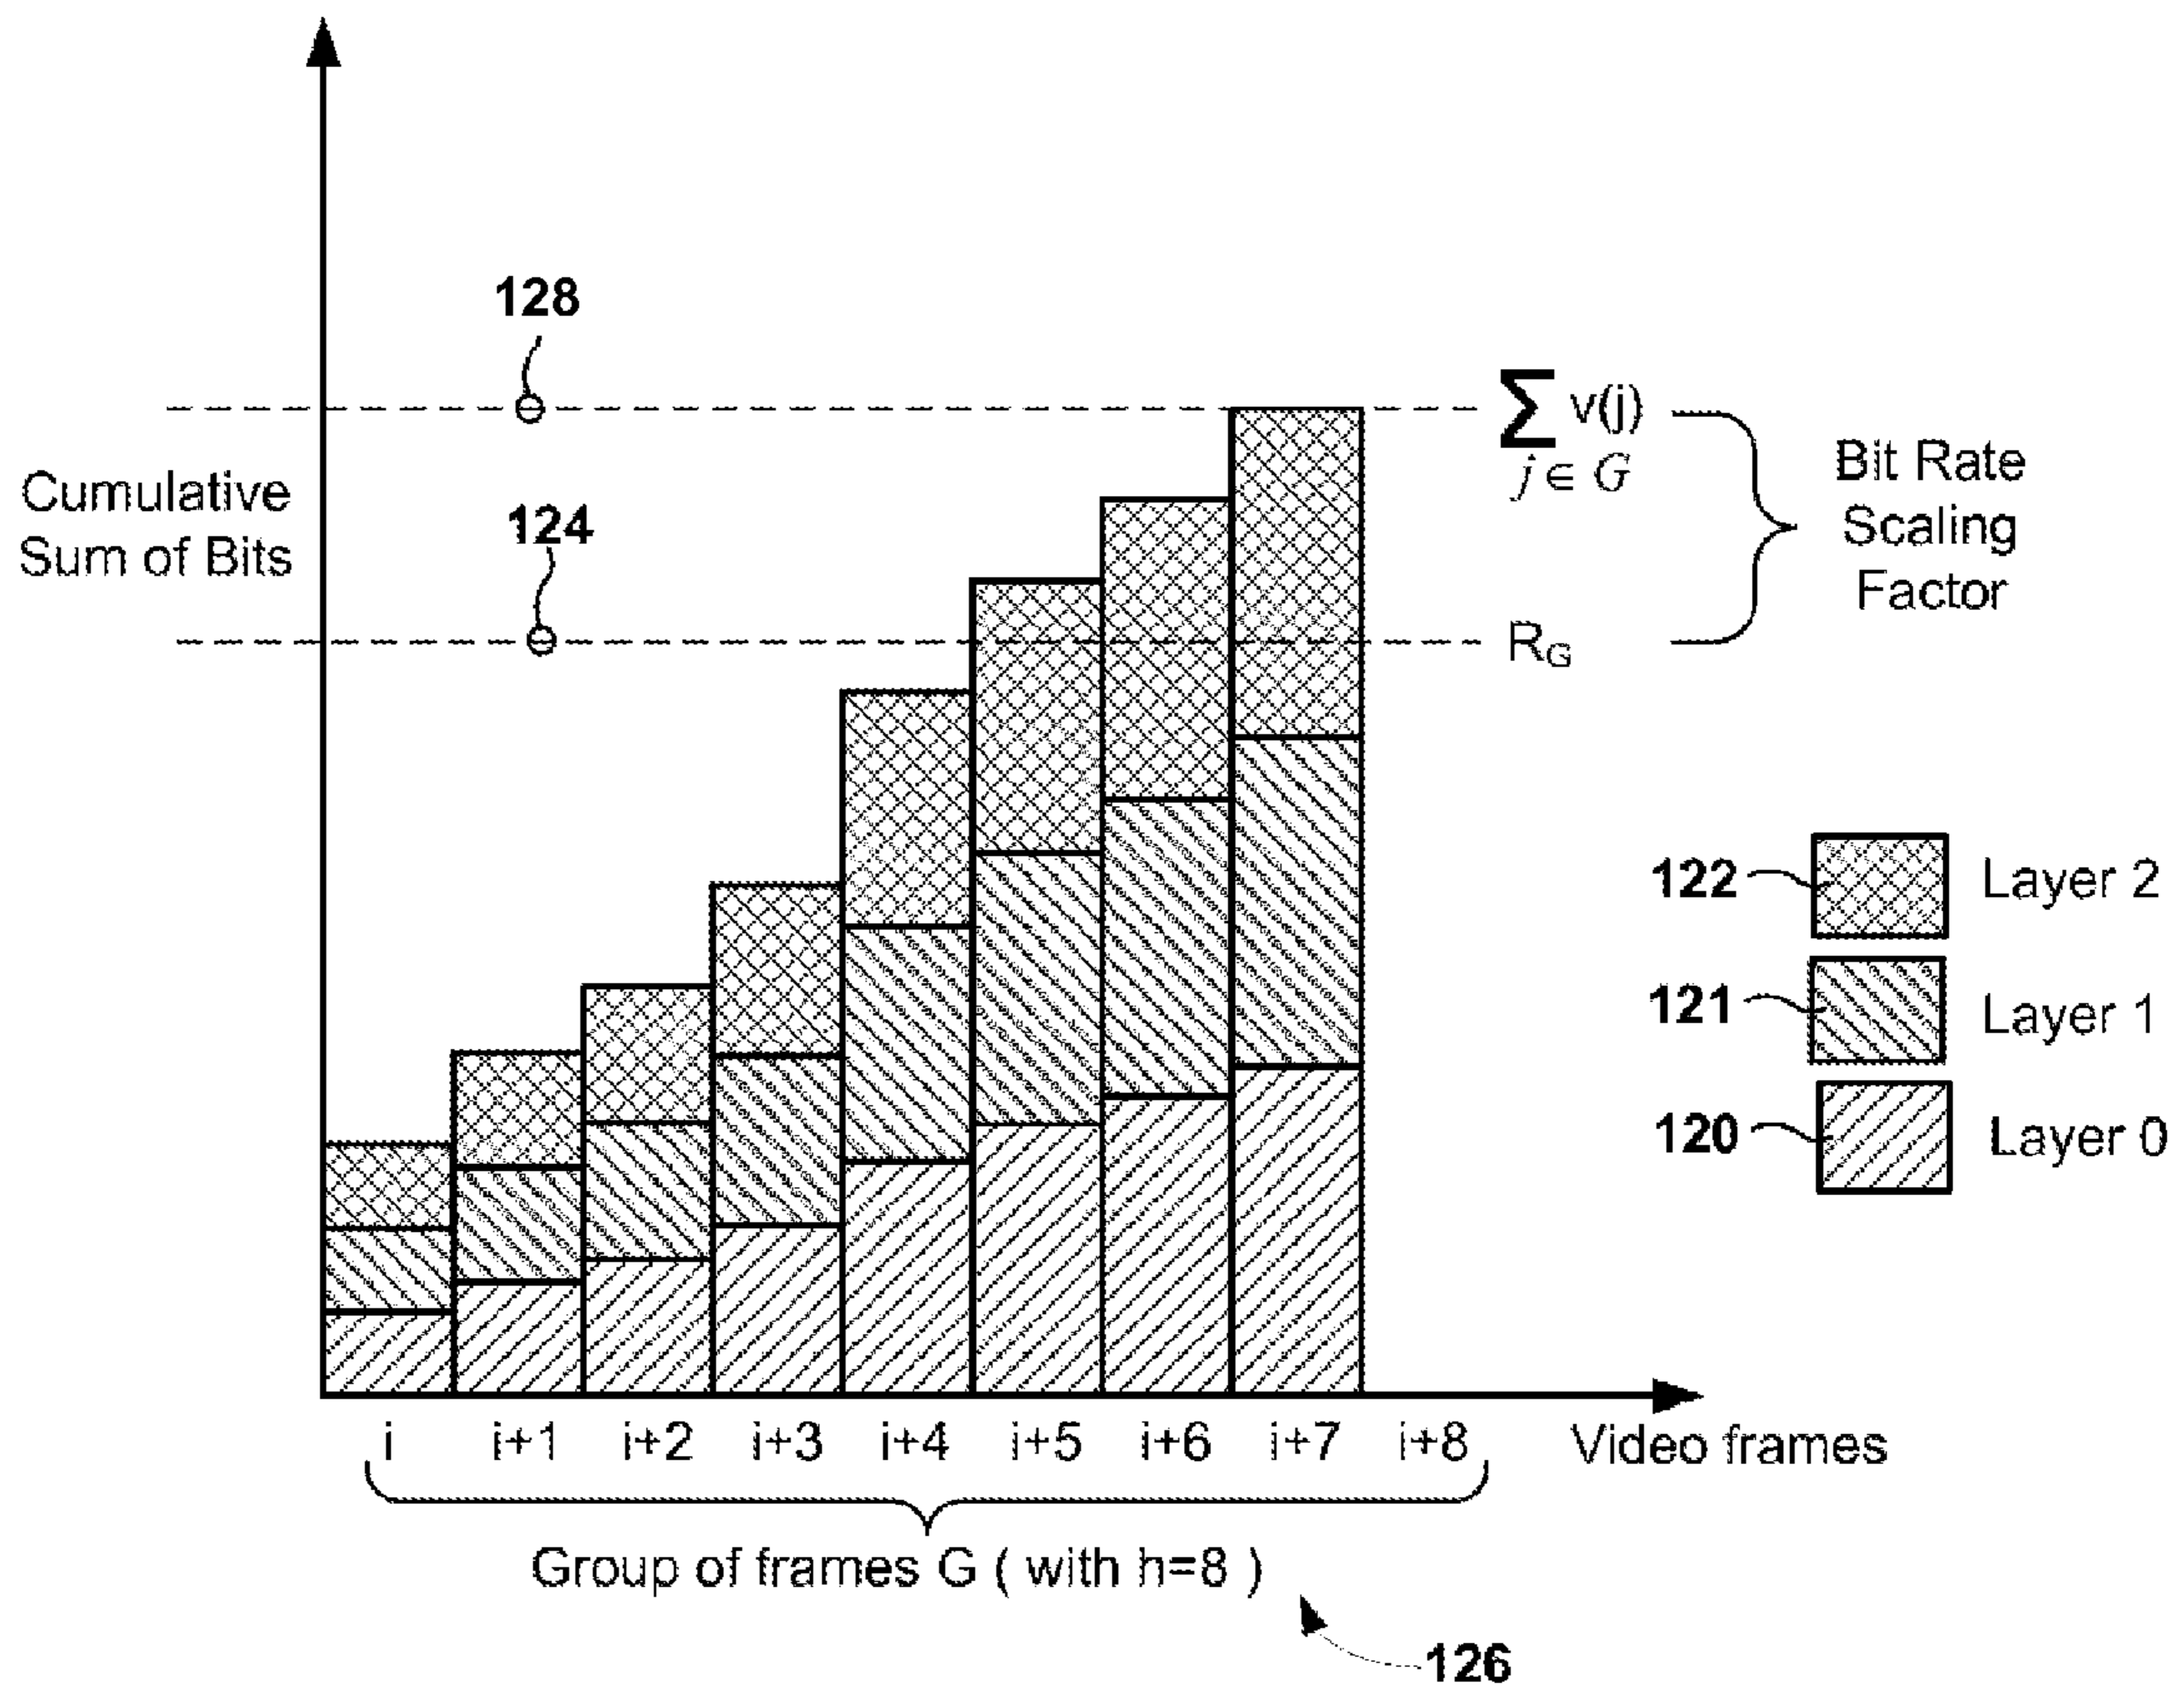 128
∑ v(j)
j ∈ G
Bit Rate
Scaling
Factor
Cumulative
Sum of Bits
124
R_G
122 Layer 2
121 Layer 1
120 Layer 0
i i+1 i+2 i+3 i+4 i+5 i+6 i+7 i+8 Video frames
Group of frames G ( with h=8 )
126